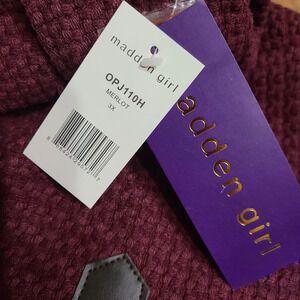 madden girl
OPJ110H
MERLOT
3X
madden girl